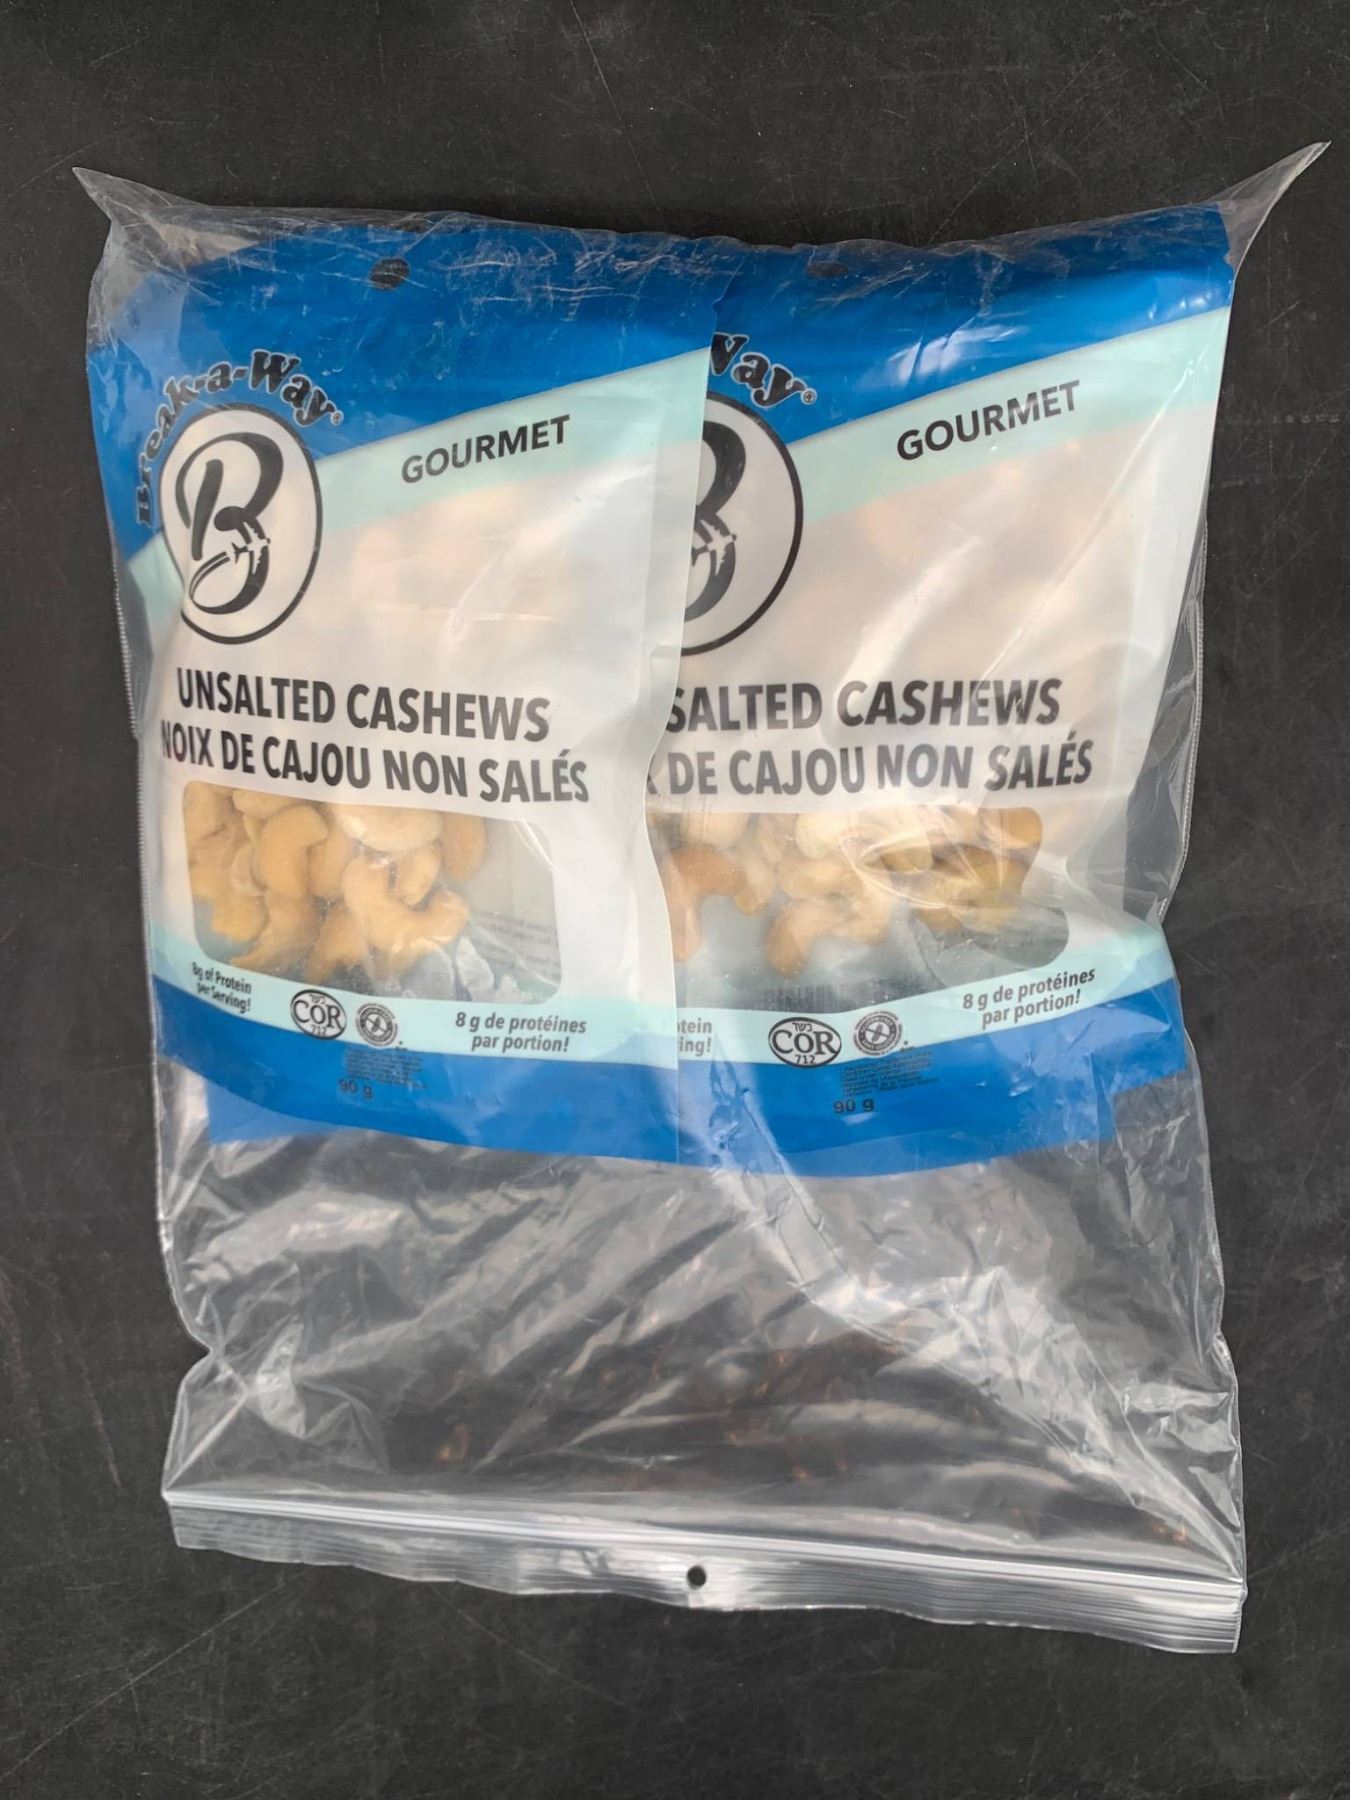 Break-a-Way®
B
GOURMET
UNSALTED CASHEWS
NOIX DE CAJOU NON SALÉS
8g of Protein
per Serving!
כשר
COR
712
8 g de protéines
par portion!
90 g
Way®
GOURMET
SALTED CASHEWS
DE CAJOU NON SALÉS
tein
ing!
כשר
COR
712
8 g de protéines
par portion!
90 g